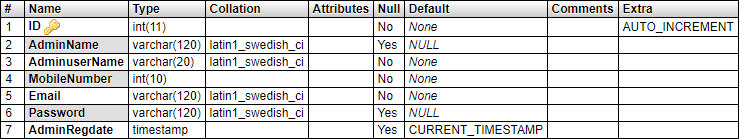 # Name Type Collation Attributes Null Default Comments Extra
1 ID int(11) No None AUTO_INCREMENT
2 AdminName varchar(120) latin1_swedish_ci Yes NULL
3 AdminuserName varchar(20) latin1_swedish_ci No None
4 MobileNumber int(10) No None
5 Email varchar(120) latin1_swedish_ci No None
6 Password varchar(120) latin1_swedish_ci Yes NULL
7 AdminRegdate timestamp Yes CURRENT_TIMESTAMP